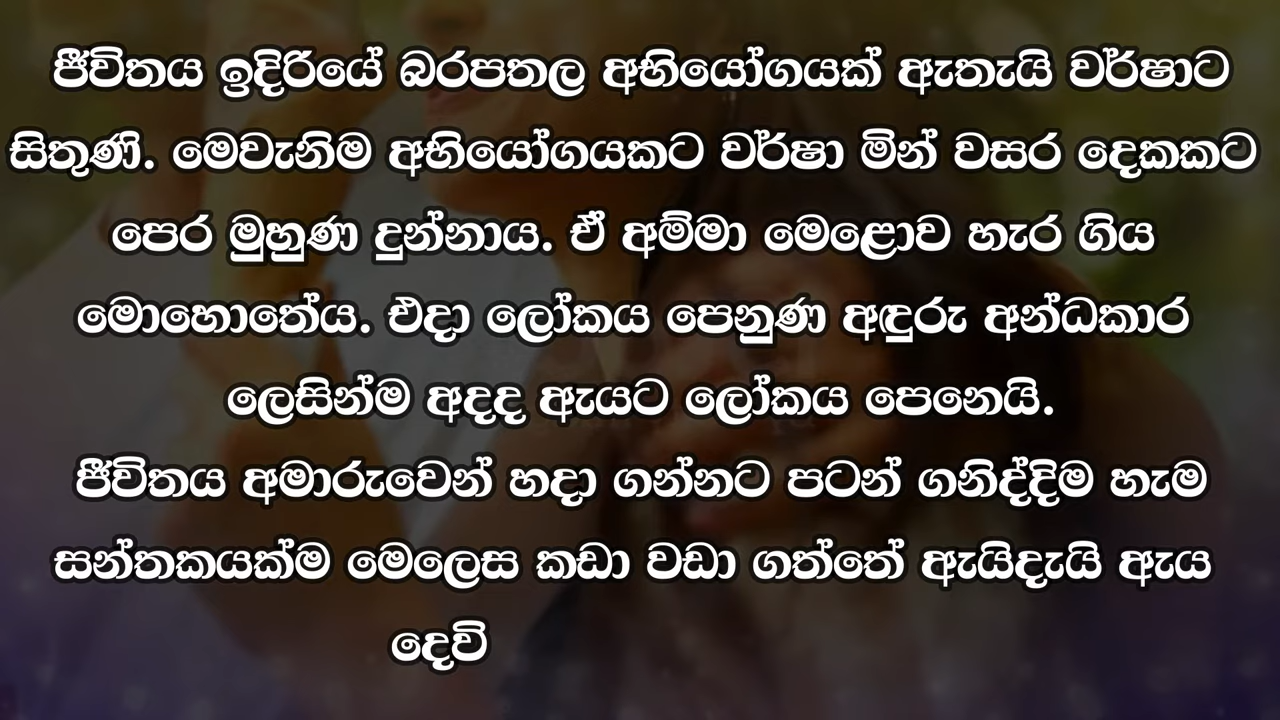 ජීවිතය ඉදිරියේ බරපතල අභියෝගයක් ඇතැයි වර්ෂාට
සිතුණි. මෙවැනිම අභියෝගයකට වර්ෂා මින් වසර දෙකකට
පෙර මුහුණ දුන්නාය. ඒ අම්මා මෙළොව හැර ගිය
මොහොතේය. එදා ලෝකය පෙනුණ අඳුරු අන්ධකාර
ලෙසින්ම අදද ඇයට ලෝකය පෙනෙයි.
ජීවිතය අමාරුවෙන් හදා ගන්නට පටන් ගනිද්දිම හැම
සන්තකයක්ම මෙලෙස කඩා වඩා ගත්තේ ඇයිදැයි ඇය
දෙවි